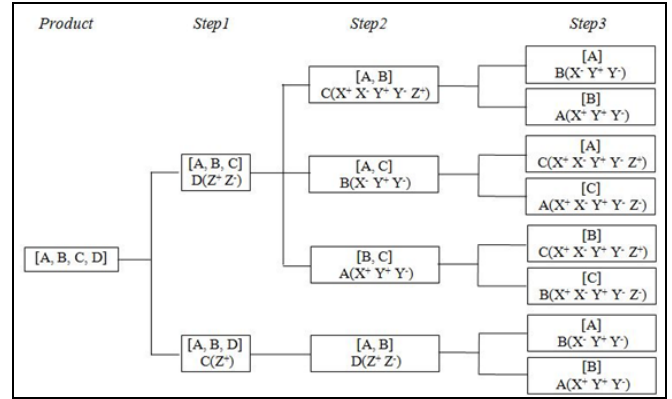 Product Step1 Step2 Step3
[A, B, C, D]
[A, B, C]
D(Z⁺ Z⁻)
[A, B, D]
C(Z⁺)
[A, B]
C(X⁺ X⁻ Y⁺ Y⁻ Z⁺)
[A, C]
B(X⁻ Y⁺ Y⁻)
[B, C]
A(X⁺ Y⁺ Y⁻)
[A, B]
D(Z⁺ Z⁻)
[A]
B(X⁻ Y⁺ Y⁻)
[B]
A(X⁺ Y⁺ Y⁻)
[A]
C(X⁺ X⁻ Y⁺ Y⁻ Z⁺)
[C]
A(X⁺ X⁻ Y⁺ Y⁻ Z⁻)
[B]
C(X⁺ X⁻ Y⁺ Y⁻ Z⁺)
[C]
B(X⁺ X⁻ Y⁺ Y⁻ Z⁻)
[A]
B(X⁻ Y⁺ Y⁻)
[B]
A(X⁺ Y⁺ Y⁻)